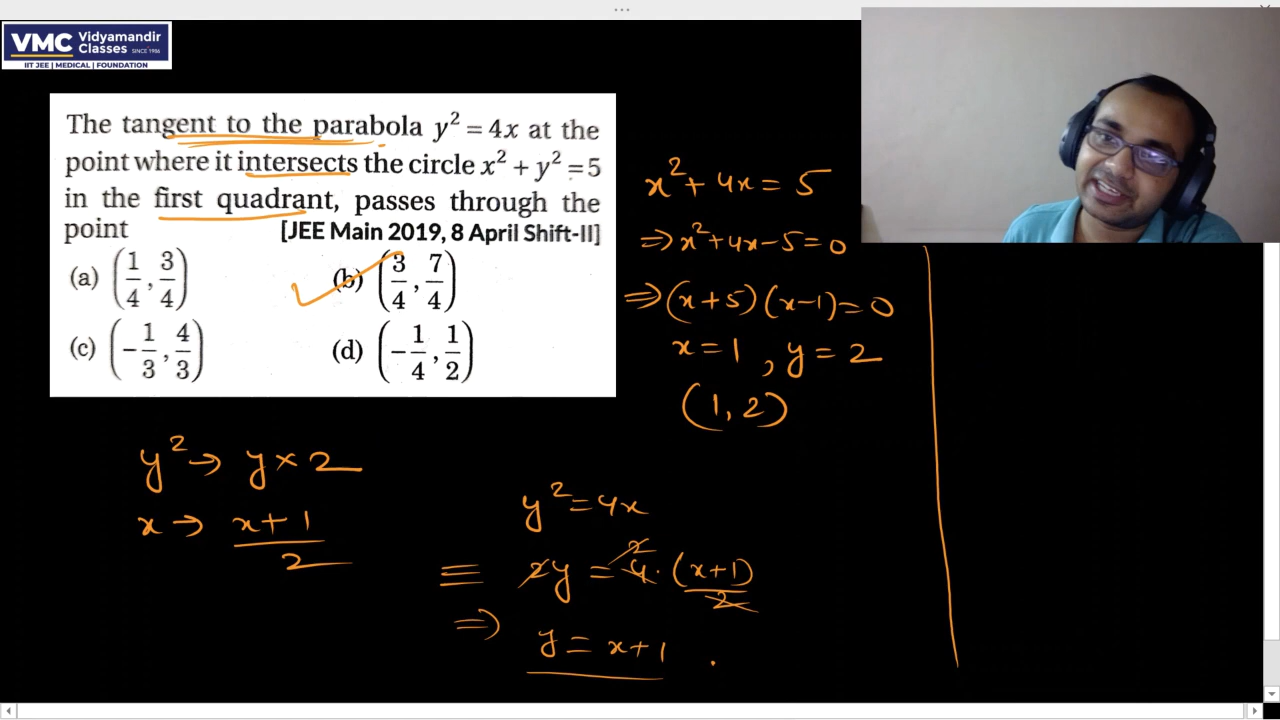 VMC Vidyamandir Classes SINCE 1986
IIT JEE | MEDICAL | FOUNDATION
The tangent to the parabola y² = 4x at the
point where it intersects the circle x² + y² = 5
in the first quadrant, passes through the
point [JEE Main 2019, 8 April Shift-II]
(a) (1/4, 3/4) (b) (3/4, 7/4)
(c) (-1/3, 4/3) (d) (-1/4, 1/2)
x² + 4x = 5
⇒ x² + 4x - 5 = 0
⇒ (x + 5) (x - 1) = 0
x = 1, y = 2
(1, 2)
y² → y × 2
x → x + 1 / 2
y² = 4x
≡ 2y = 4 · (x+1) / 2
2
⇒ y = x + 1